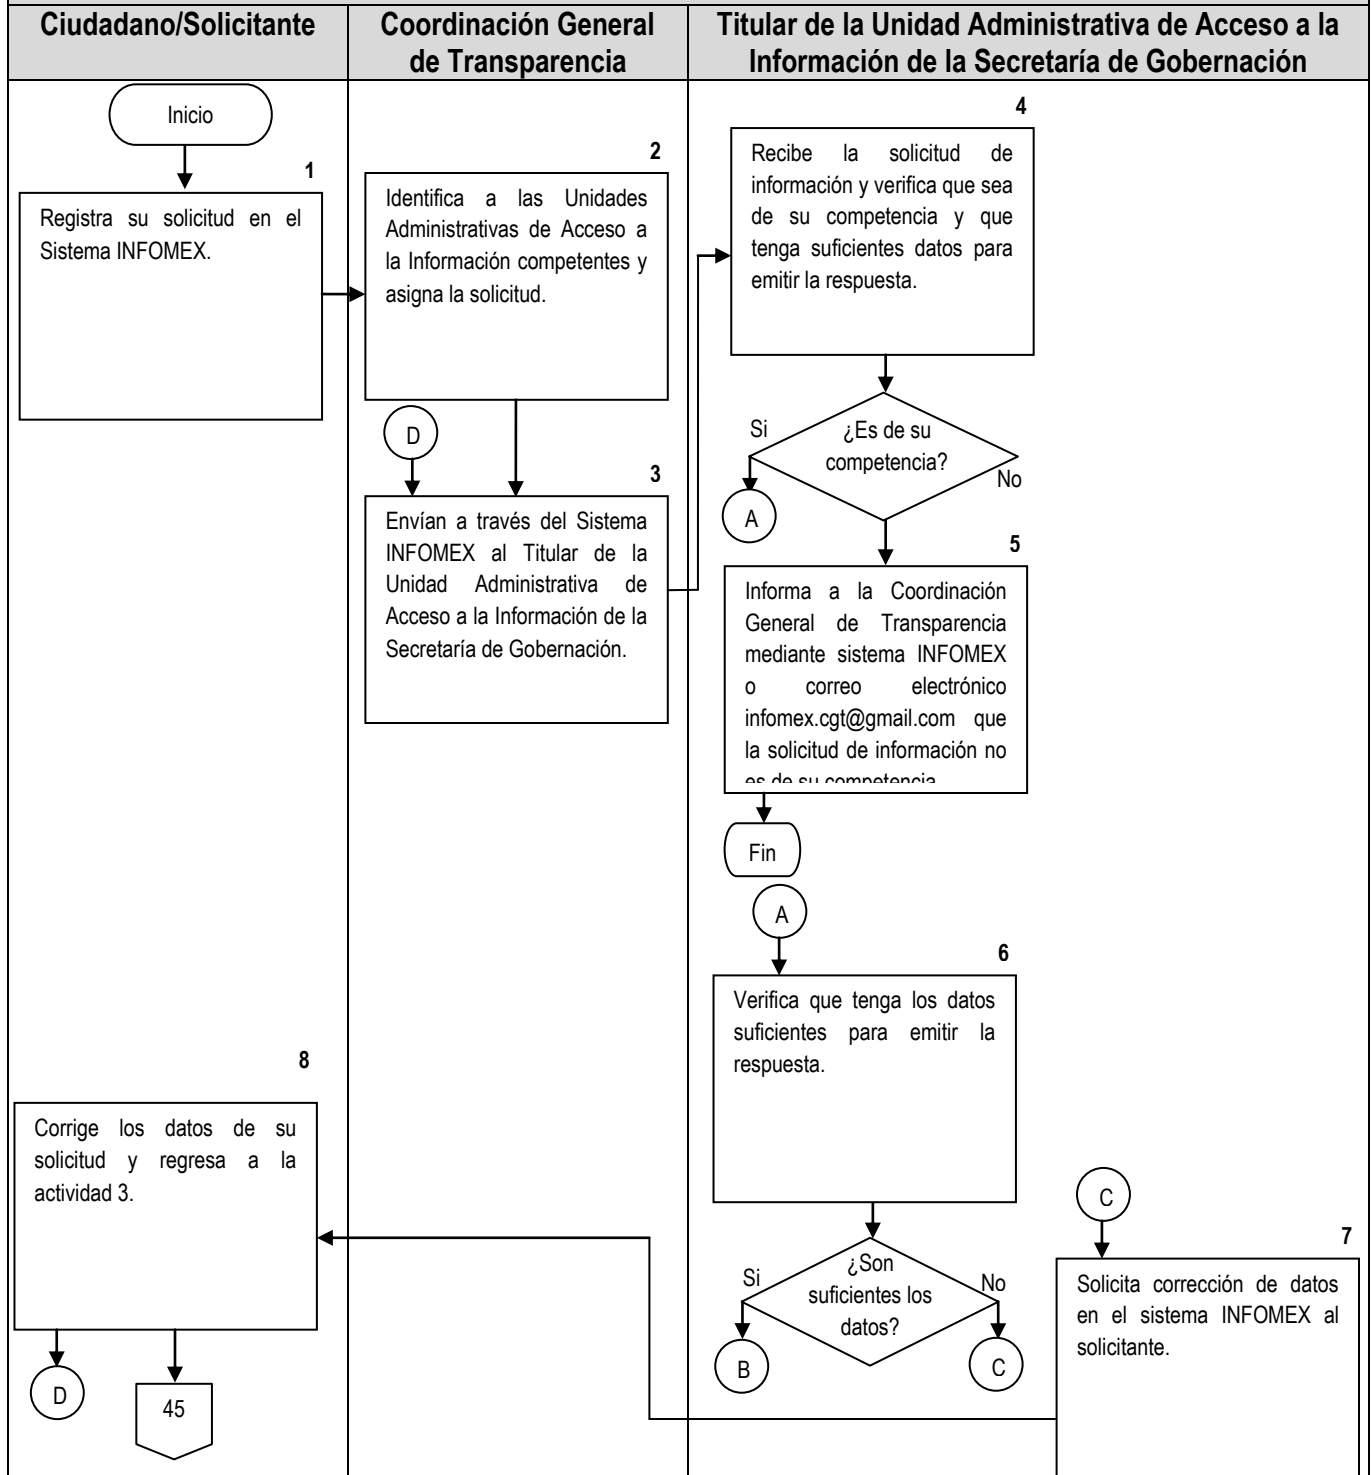 Ciudadano/Solicitante
Coordinación General
de Transparencia
Titular de la Unidad Administrativa de Acceso a la
Información de la Secretaría de Gobernación
Inicio
1
Registra su solicitud en el
Sistema INFOMEX.
2
Identifica a las Unidades
Administrativas de Acceso a
la Información competentes y
asigna la solicitud.
D
3
Envían a través del Sistema
INFOMEX al Titular de la
Unidad Administrativa de
Acceso a la Información de la
Secretaría de Gobernación.
4
Recibe la solicitud de
información y verifica que sea
de su competencia y que
tenga suficientes datos para
emitir la respuesta.
Si
¿Es de su
competencia?
No
A
5
Informa a la Coordinación
General de Transparencia
mediante sistema INFOMEX
o correo electrónico
infomex.cgt@gmail.com que
la solicitud de información no
es de su competencia
Fin
A
6
Verifica que tenga los datos
suficientes para emitir la
respuesta.
Si
¿Son
suficientes los
datos?
No
B
C
C
7
Solicita corrección de datos
en el sistema INFOMEX al
solicitante.
8
Corrige los datos de su
solicitud y regresa a la
actividad 3.
D
45